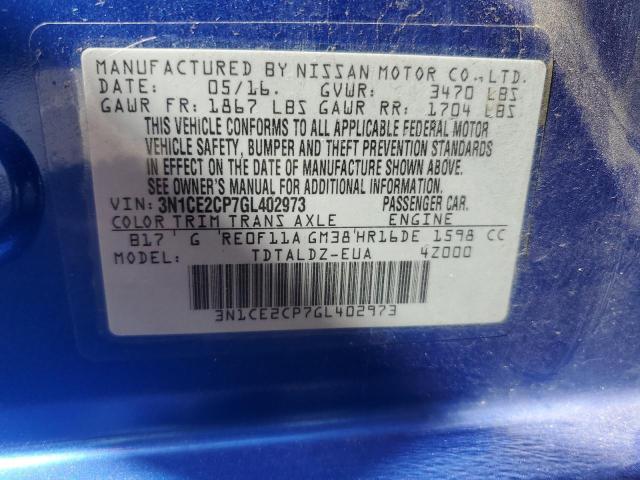 MANUFACTURED BY NISSAN MOTOR CO., LTD.
DATE: 05/16. GVWR: 3470 LBS
GAWR FR: 1867 LBS GAWR RR: 1704 LBS
THIS VEHICLE CONFORMS TO ALL APPLICABLE FEDERAL MOTOR
VEHICLE SAFETY, BUMPER AND THEFT PREVENTION STANDARDS
IN EFFECT ON THE DATE OF MANUFACTURE SHOWN ABOVE.
SEE OWNER'S MANUAL FOR ADDITIONAL INFORMATION.
VIN: 3N1CE2CP7GL402973 PASSENGER CAR.
COLOR TRIM TRANS AXLE ENGINE
B17 ' G 'RE0F11A GM38'HR16DE 1598 CC
MODEL: TDTALDZ-EUA 4Z000
3N1CE2CP7GL402973